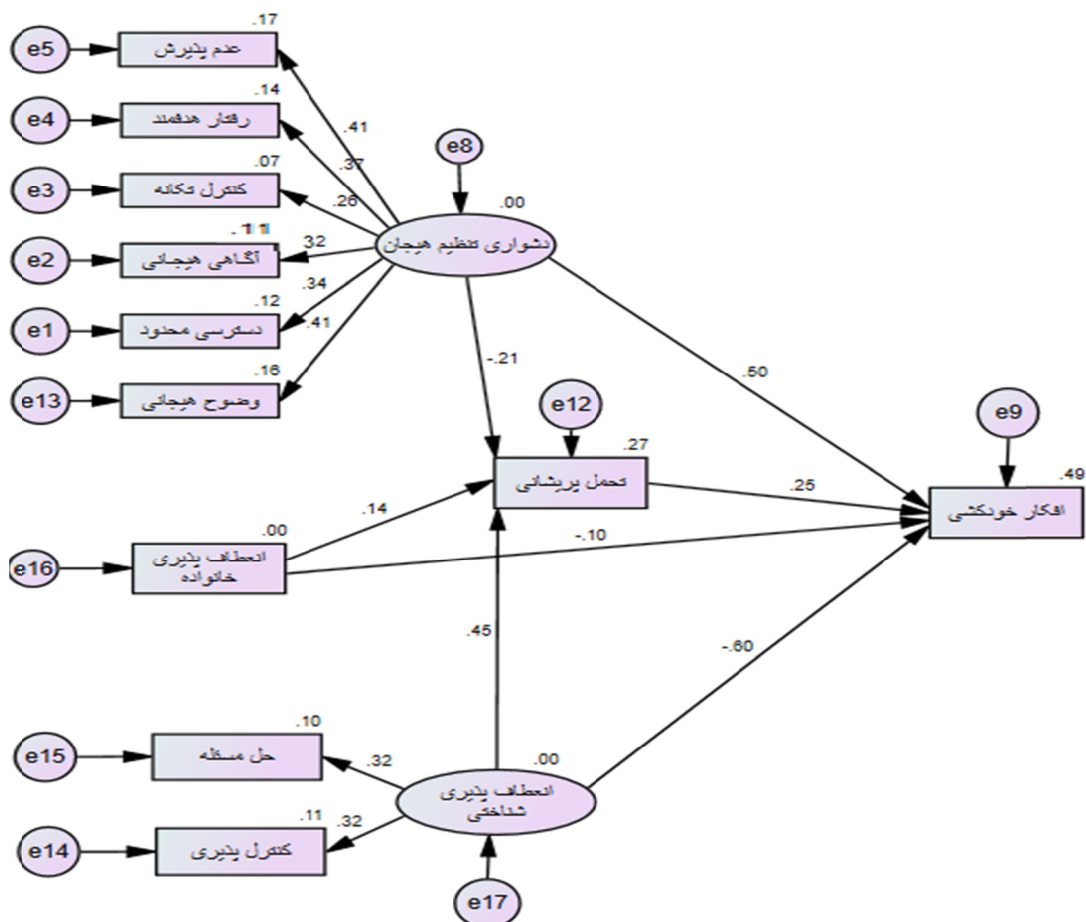 .17
e5
عدم پذیرش
.14
e4
رفتار هدفمند
.07
e3
کنترل تکانه
e2
آگاهی هیجانی
.12
e1
دسترسی محدود
.16
e13
وضوح هیجانی
.41
.37
.26
.32
.34
.41
e8
.00
دشواری تنظیم هیجان
-.21
.50
e12
.27
تحمل پریشانی
.25
e9
.49
افکار خودکشی
.14
-.10
.00
e16
انعطاف پذیری
خانواده
.45
-.60
.10
e15
حل مسئله
.32
.00
انعطاف پذیری
شناختی
.11
.32
e14
کنترل پذیری
e17